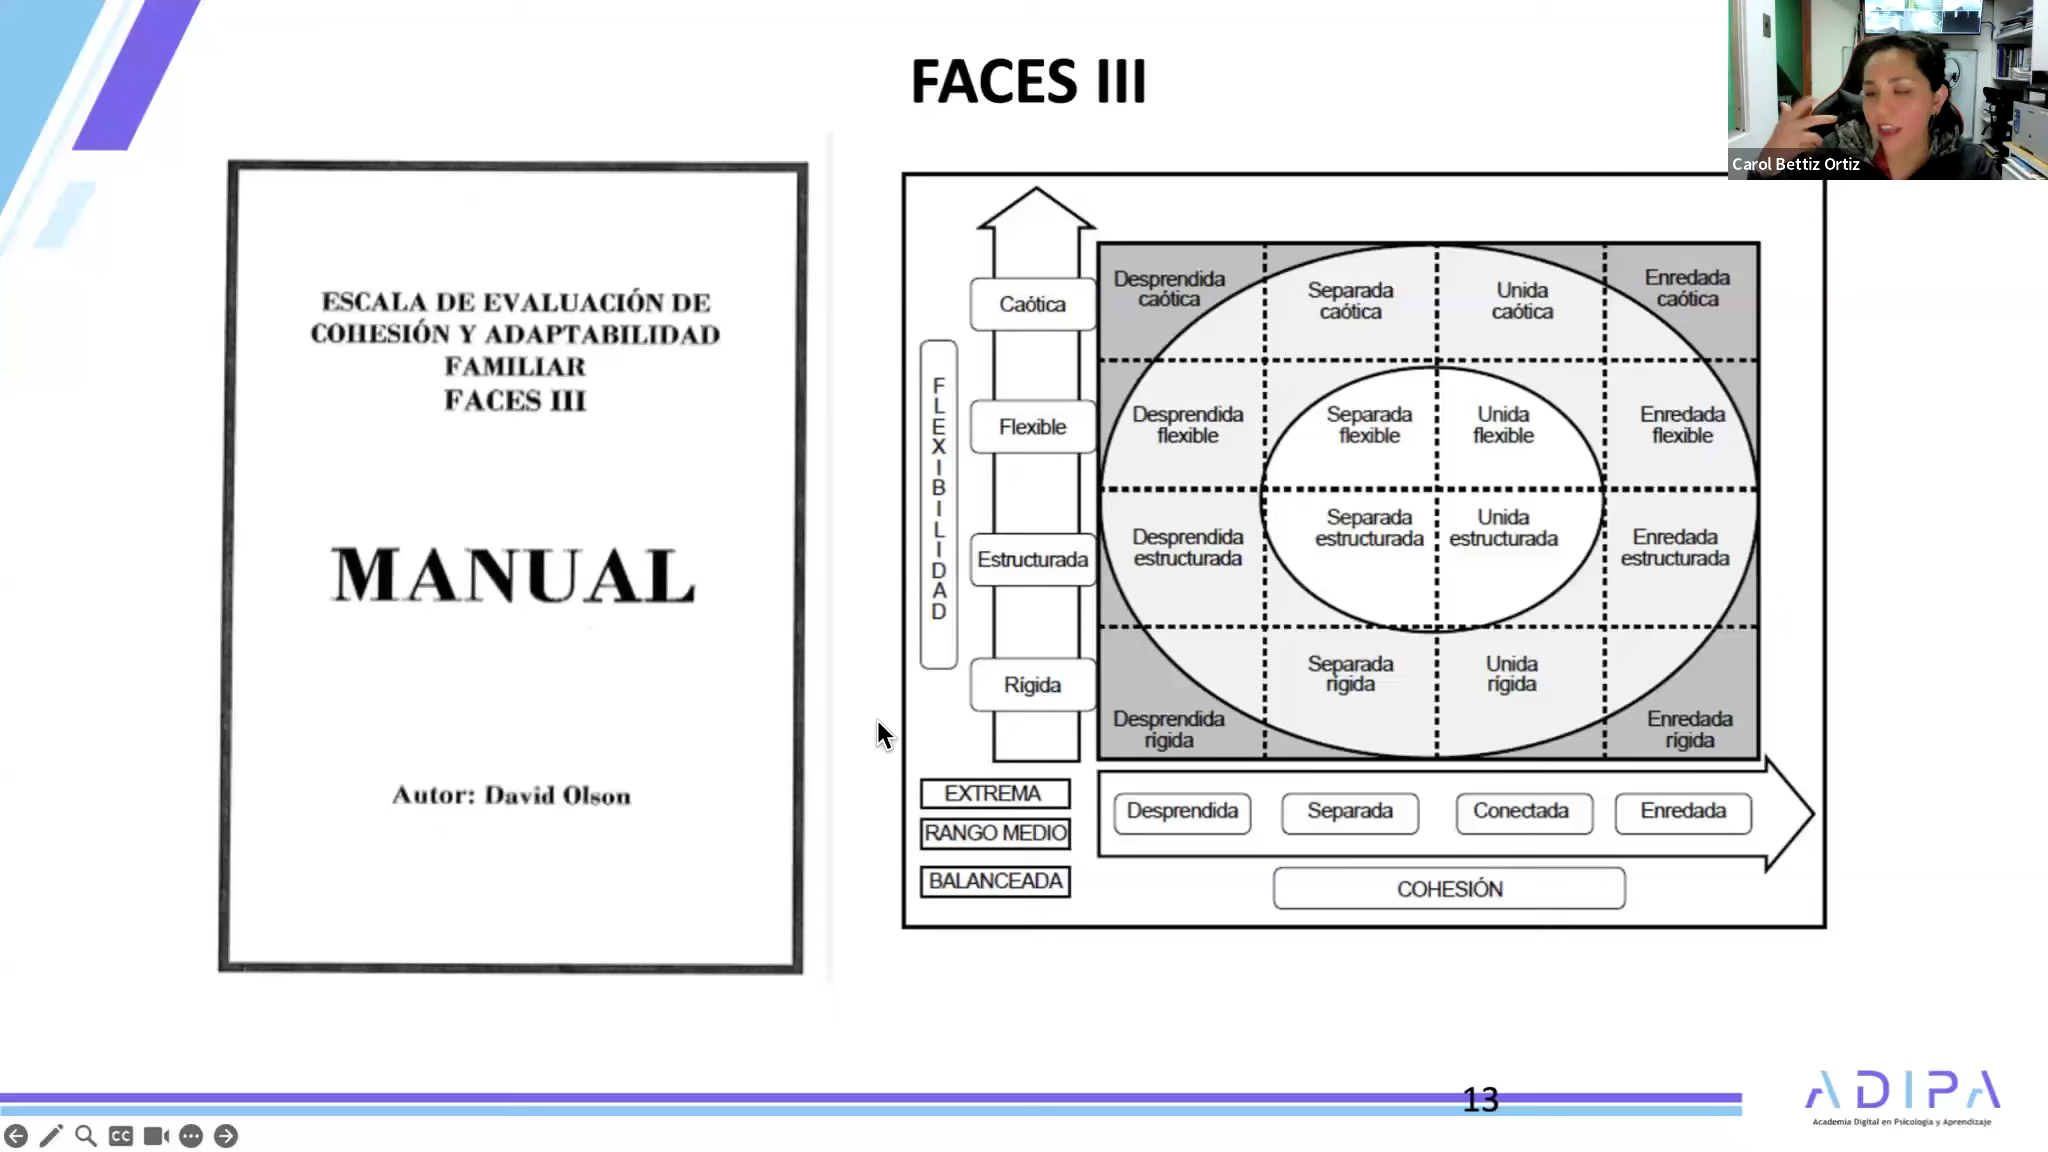 FACES III
Carol Bettiz Ortiz
ESCALA DE EVALUACIÓN DE
COHESIÓN Y ADAPTABILIDAD
FAMILIAR
FACES III
MANUAL
Autor: David Olson
FLEXIBILIDAD
Caótica
Flexible
Estructurada
Rígida
Desprendida
caótica
Separada
caótica
Unida
caótica
Enredada
caótica
Desprendida
flexible
Separada
flexible
Unida
flexible
Enredada
flexible
Desprendida
estructurada
Separada
estructurada
Unida
estructurada
Enredada
estructurada
Desprendida
rígida
Separada
rígida
Unida
rígida
Enredada
rígida
EXTREMA
RANGO MEDIO
BALANCEADA
Desprendida
Separada
Conectada
Enredada
COHESIÓN
13
ADIPA
Academia Digital en Psicología y Aprendizaje
CC